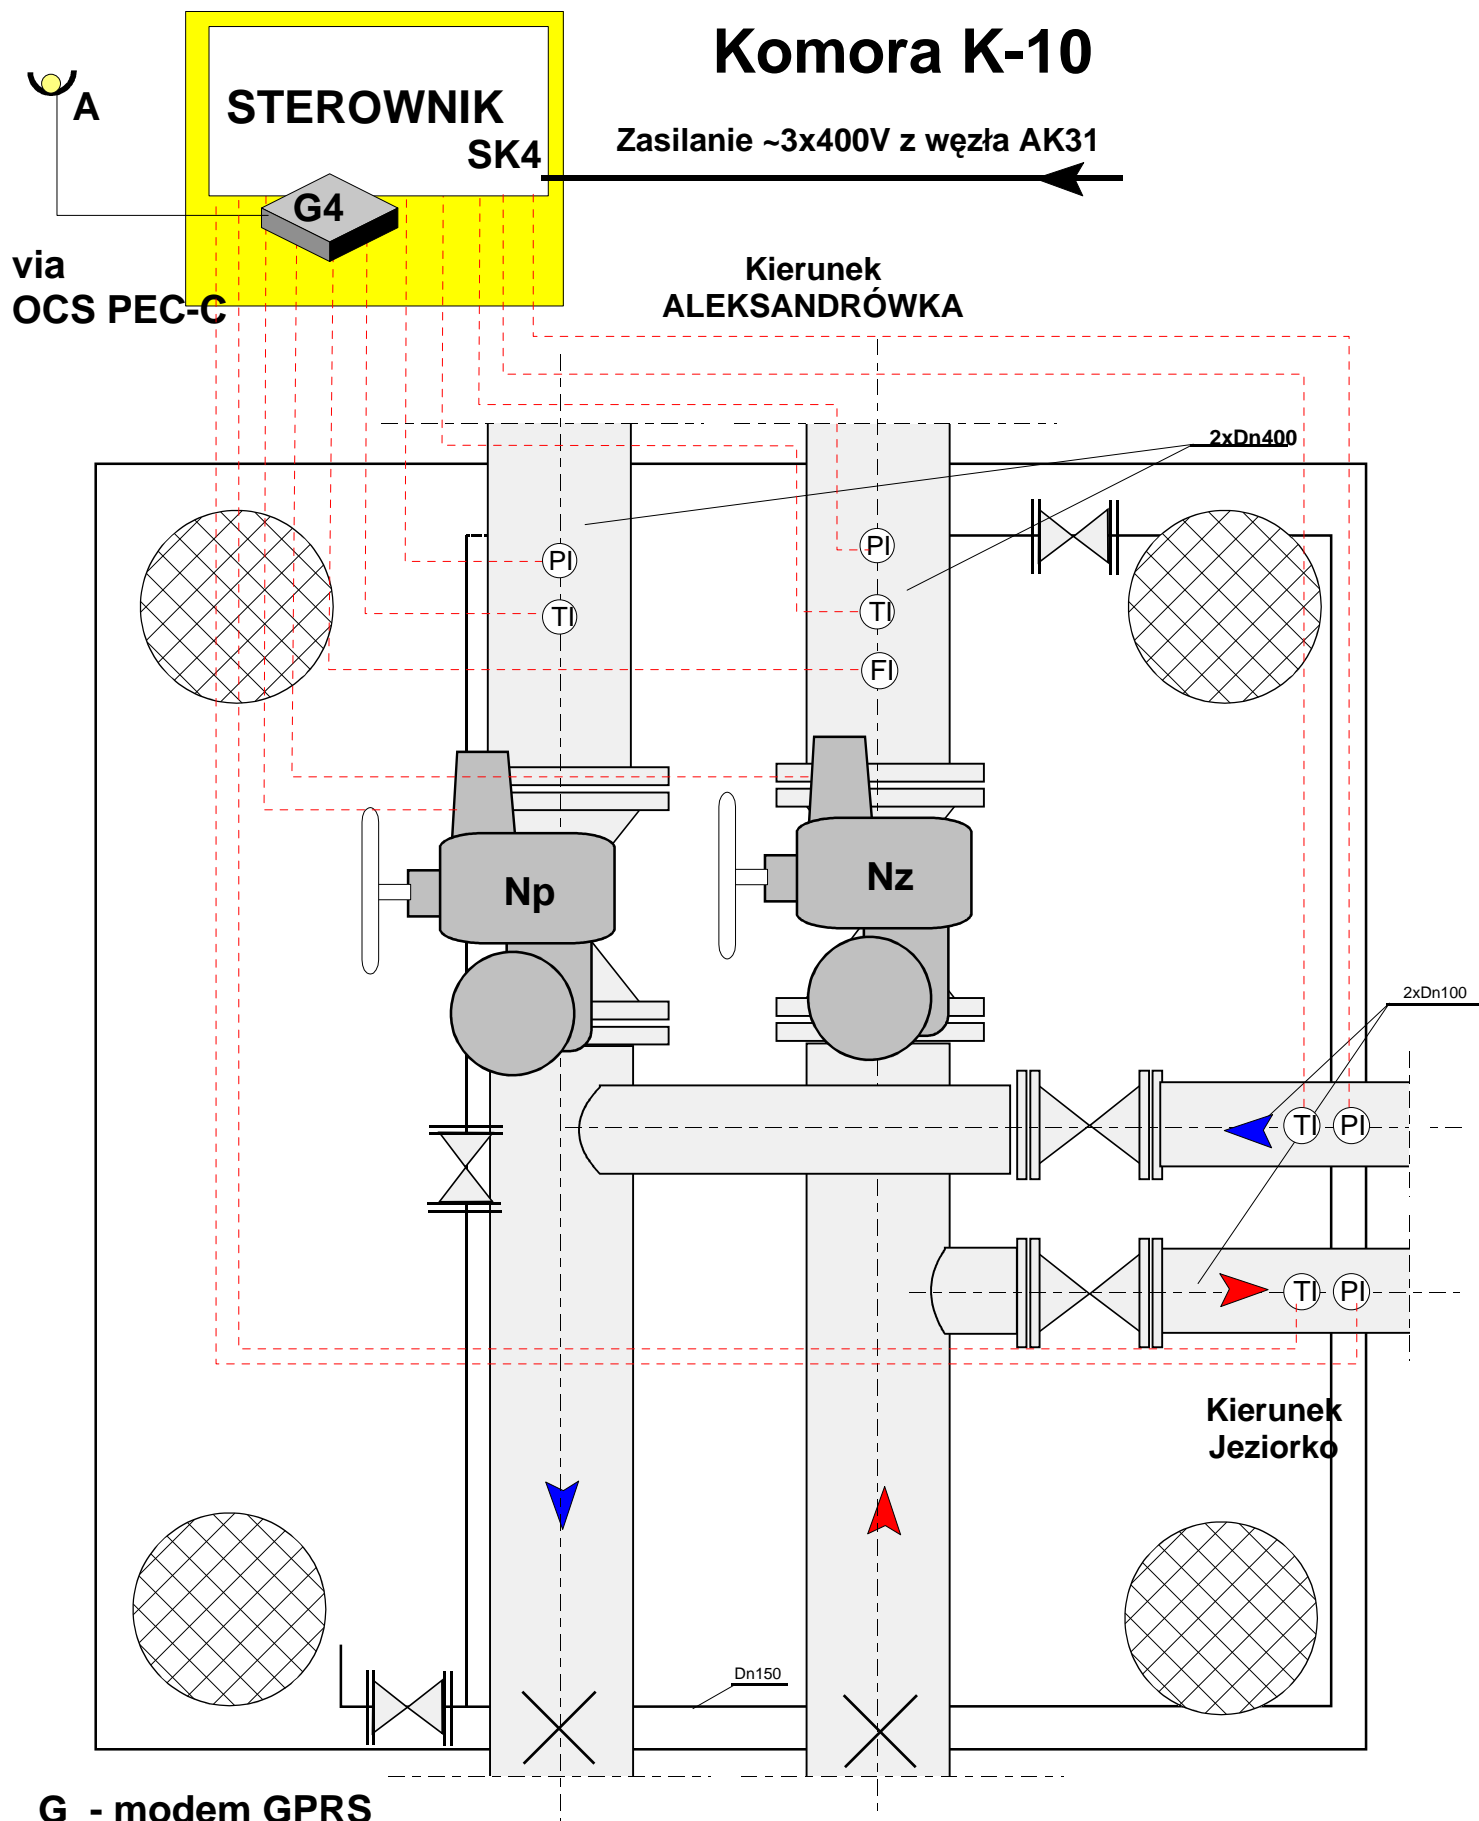 Komora K-10
A
STEROWNIK
SK4
Zasilanie ~3x400V z węzła AK31
G4
via
OCS PEC-C
Kierunek
ALEKSANDRÓWKA
2xDn400
PI
PI
TI
TI
FI
Np
Nz
2xDn100
TI
PI
TI
PI
Kierunek
Jeziorko
Dn150
G - modem GPRS